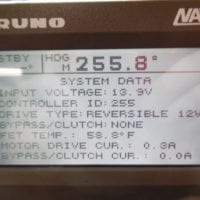 RUNO NA
STBY HDG M 255.8°
SYSTEM DATA
INPUT VOLTAGE: 13.9V
CONTROLLER ID: 255
DRIVE TYPE: REVERSIBLE 12V
BYPASS/CLUTCH: NONE
FET TEMP.: 58.8°F
MOTOR DRIVE CUR.: 0.3A
BYPASS/CLUTCH CUR.: 0.0A